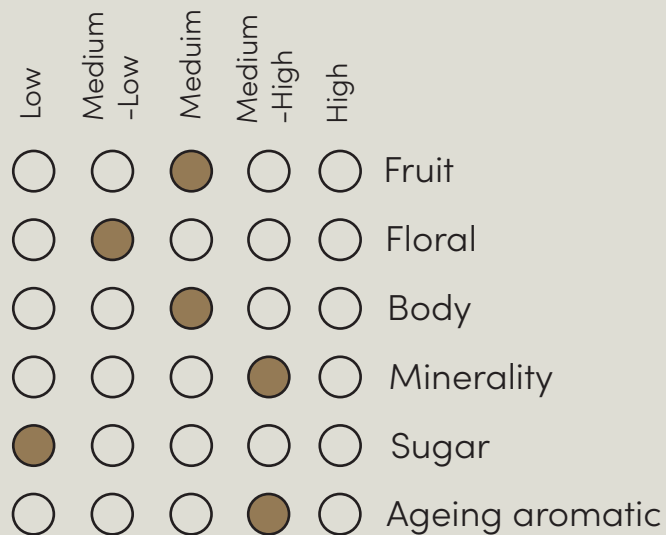 Low
Medium
-Low
Meduim
Medium
-High
High
Fruit
Floral
Body
Minerality
Sugar
Ageing aromatic